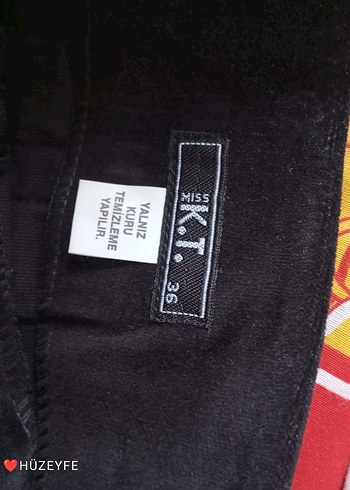 MISS
K.T.
36
YALNIZ
KURU
TEMİZLEME
YAPILIR.
❤️HÜZEYFE